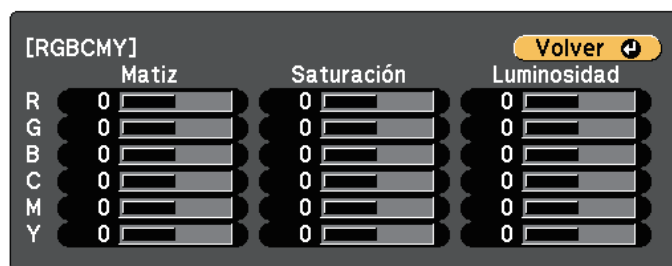 [RGBCMY] Volver
Matiz Saturación Luminosidad
R 0 0 0
G 0 0 0
B 0 0 0
C 0 0 0
M 0 0 0
Y 0 0 0